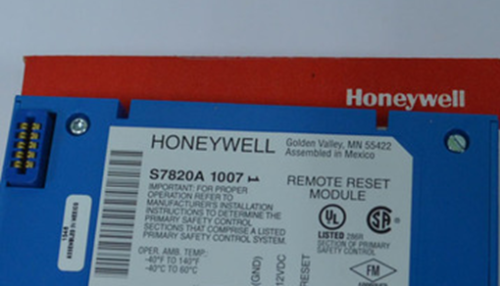 Honeywell
HONEYWELL
Golden Valley, MN 55422
Assembled in Mexico
S7820A 1007
REMOTE RESET
MODULE
IMPORTANT: FOR PROPER
OPERATION REFER TO
MANUFACTURER'S INSTALLATION
INSTRUCTIONS TO DETERMINE THE
PRIMARY SAFETY CONTROL
SECTIONS THAT COMPRISE A LISTED
PRIMARY SAFETY CONTROL SYSTEM.
OPER. AMB. TEMP.:
-40°F TO 140°F
-40°C TO 60°C
UL
LISTED 286R
SECTION OF PRIMARY
SAFETY CONTROL
SA
FM
(GND)
12VDC
RESET